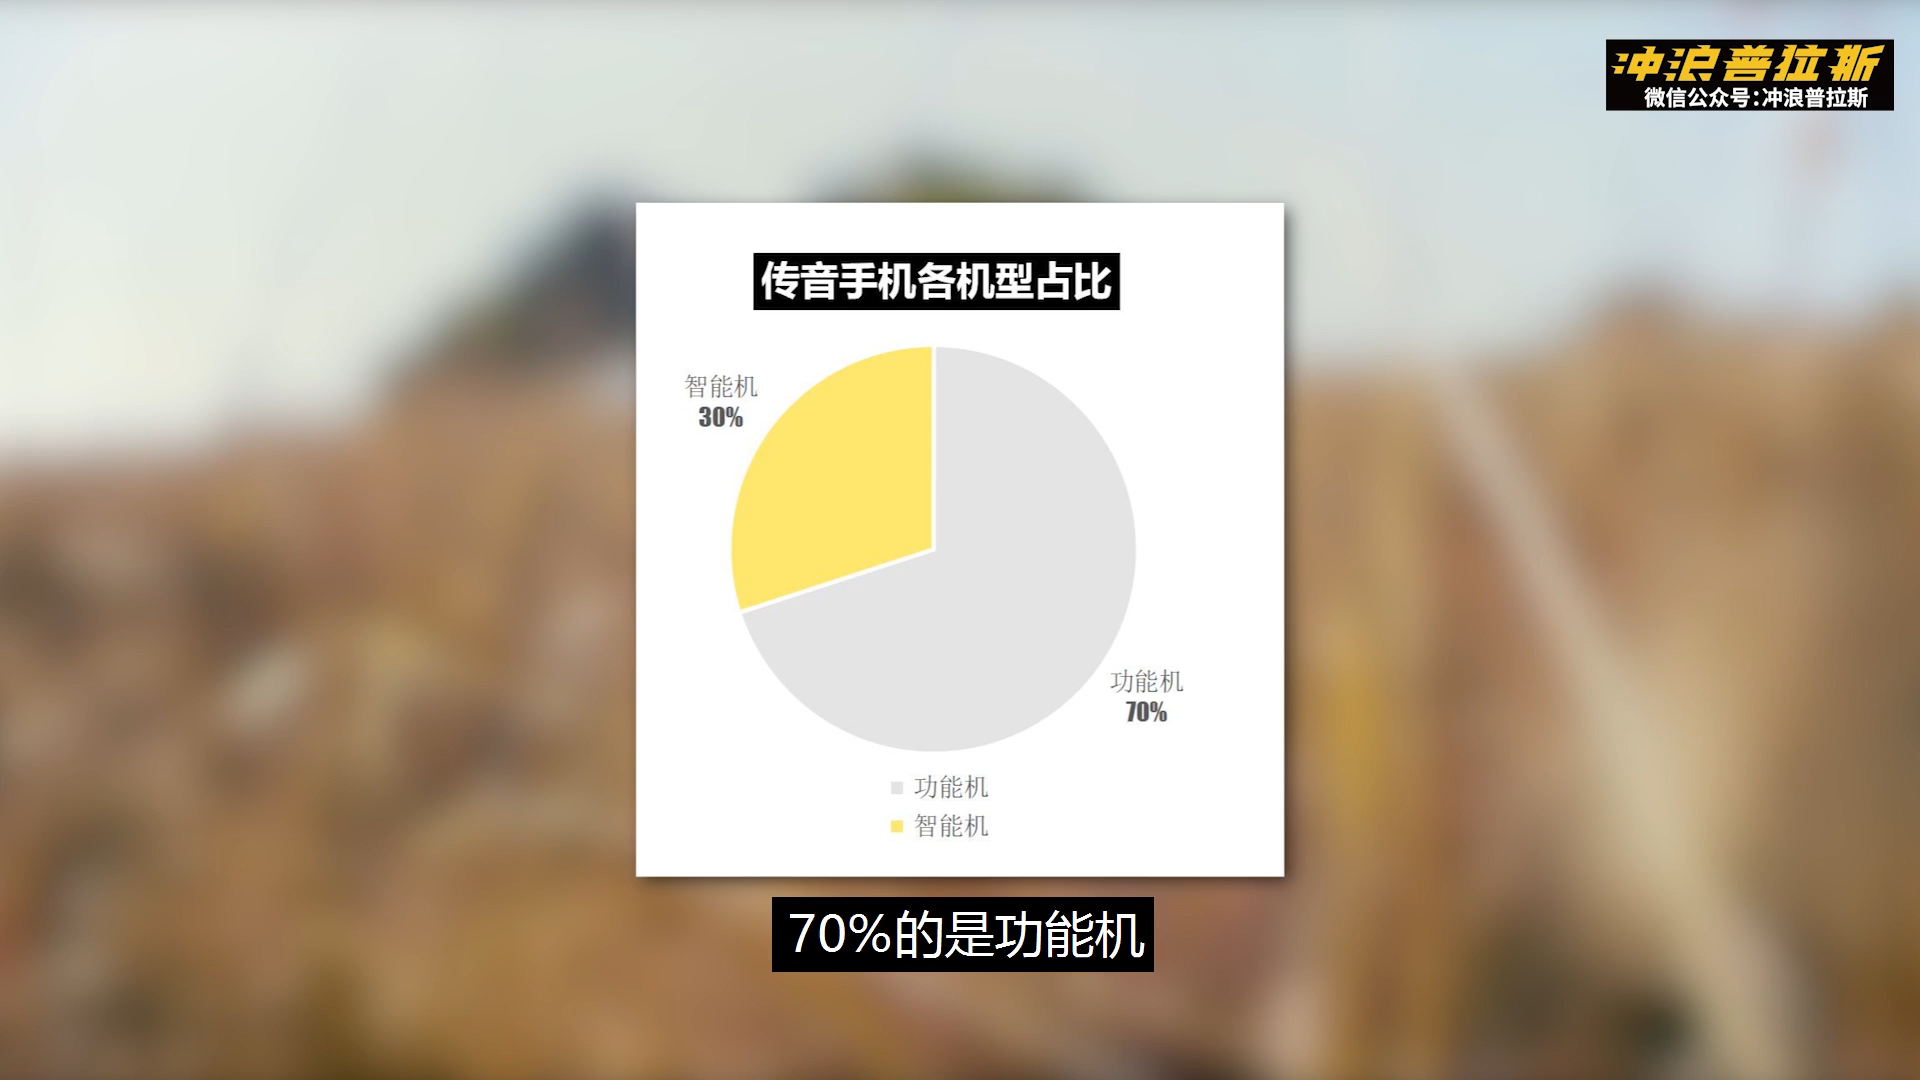 冲浪普拉斯
微信公众号:冲浪普拉斯
传音手机各机型占比
智能机
30%
功能机
70%
功能机
智能机
70%的是功能机